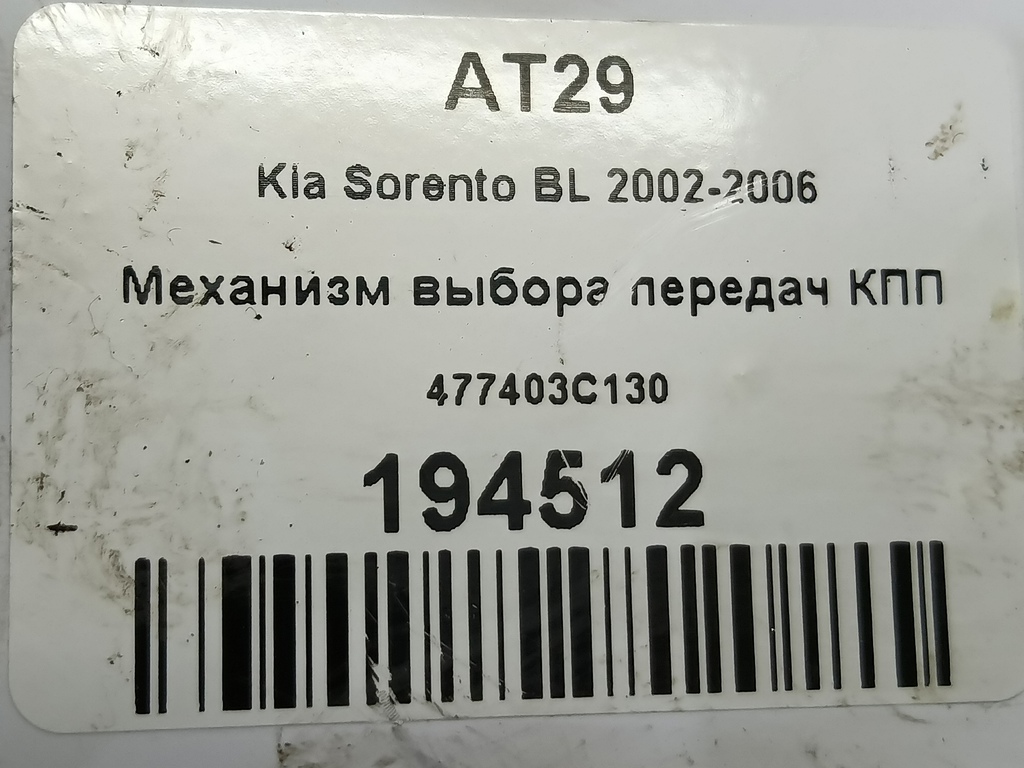 AT29
Kia Sorento BL 2002-2006
Механизм выбора передач КПП
477403C130
194512